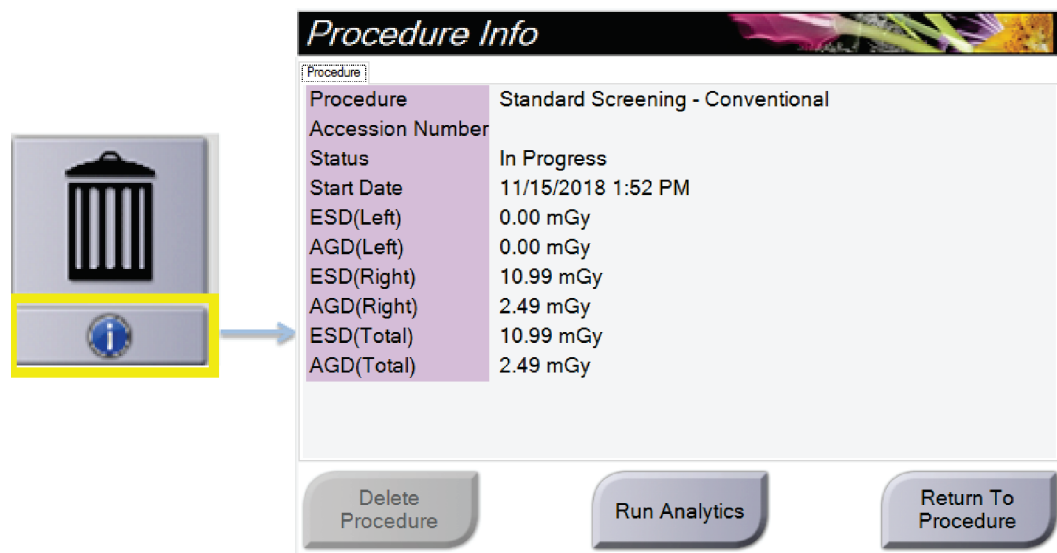 Procedure Info
Procedure
Procedure Standard Screening - Conventional
Accession Number
Status In Progress
Start Date 11/15/2018 1:52 PM
ESD(Left) 0.00 mGy
AGD(Left) 0.00 mGy
ESD(Right) 10.99 mGy
AGD(Right) 2.49 mGy
ESD(Total) 10.99 mGy
AGD(Total) 2.49 mGy
Delete
Procedure
Run Analytics
Return To
Procedure